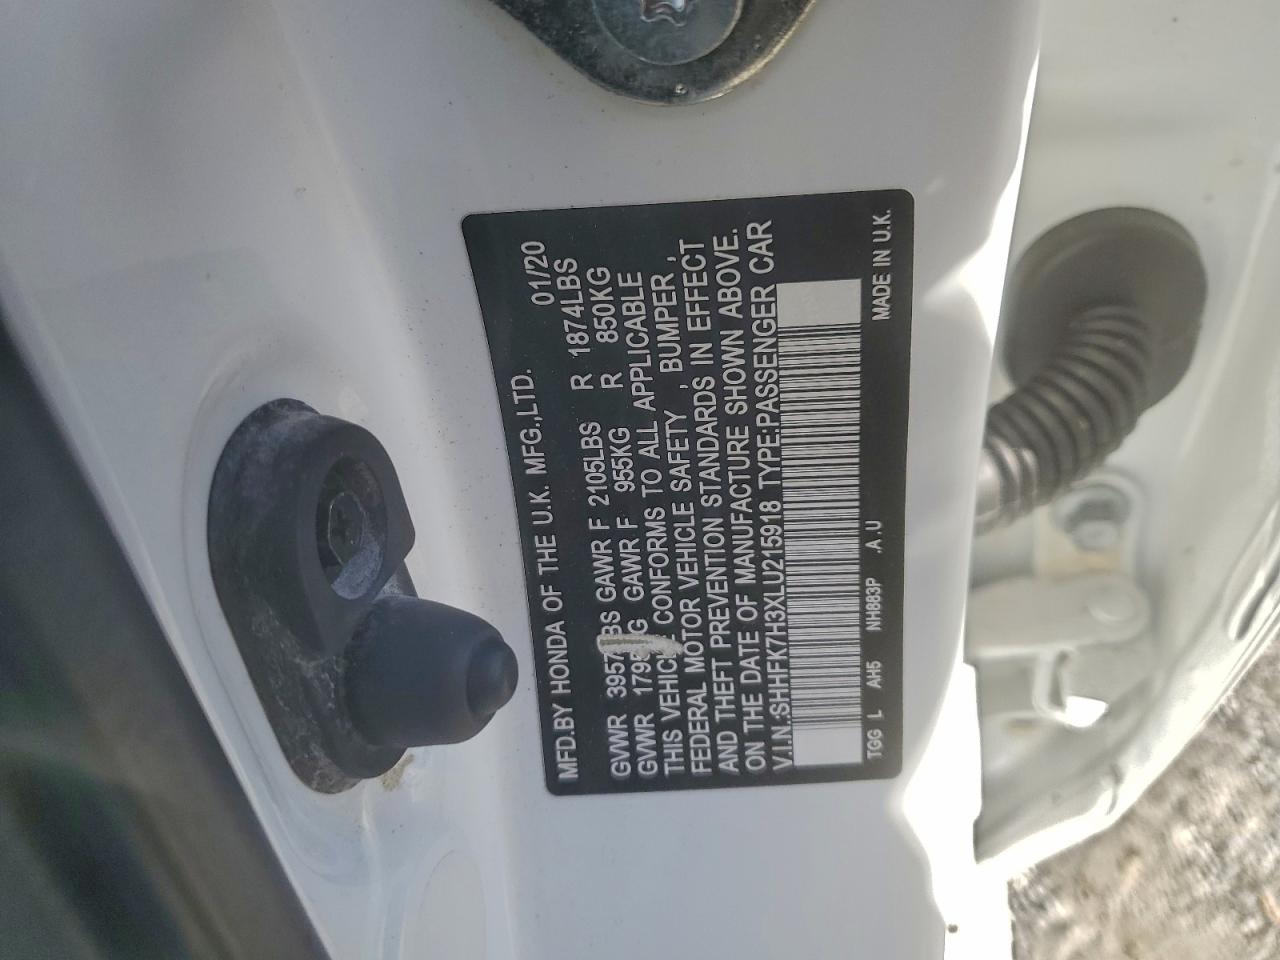 MFD.BY HONDA OF THE U.K. MFG.,LTD. 01/20
GVWR GAWR F 2105LBS R 1874LBS
GVWR GAWR F 955KG R 850KG
THIS CONFORMS TO ALL APPLICABLE
FEDERAL MOTOR VEHICLE SAFETY , BUMPER ,
AND THEFT PREVENTION STANDARDS IN EFFECT
ON THE DATE OF MANUFACTURE SHOWN ABOVE.
V.I.N.:SHHFK7H3XLU215918 TYPE:PASSENGER CAR
TGG L AH5 NH883P .A.U MADE IN U.K.